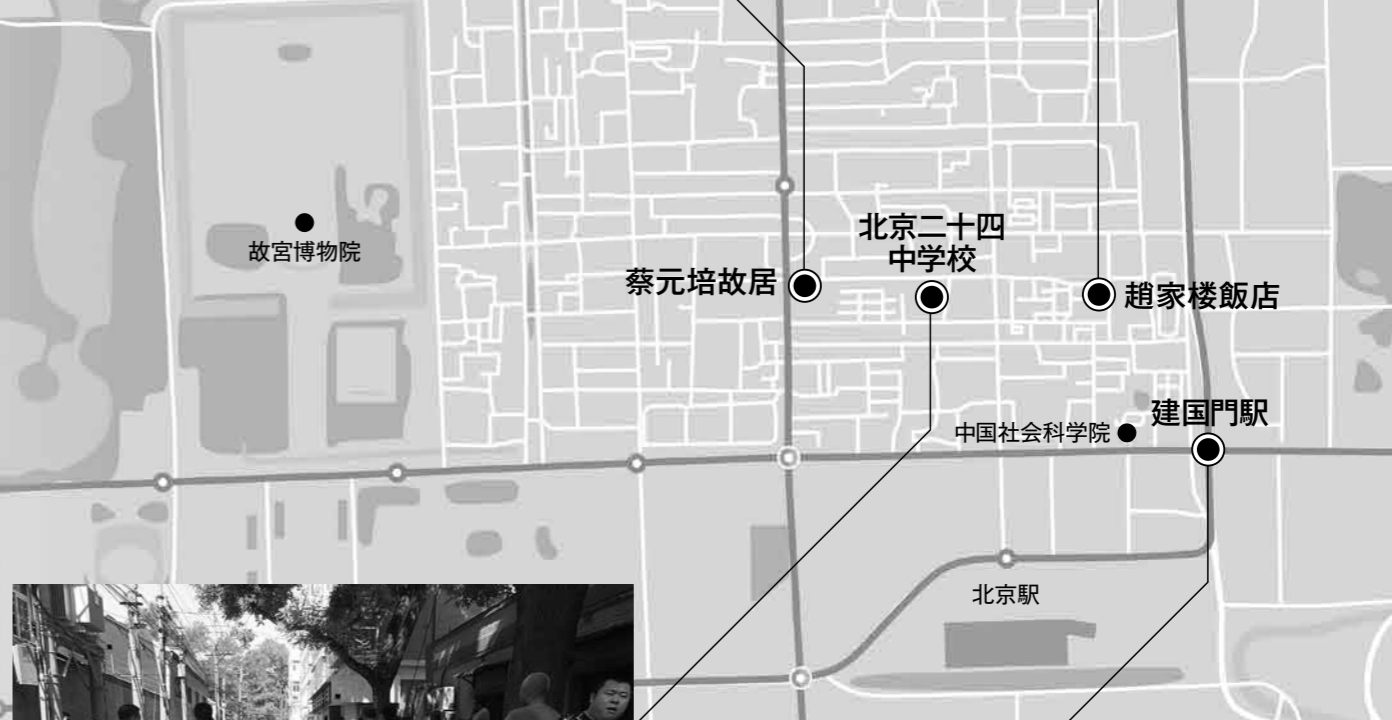 故宮博物院
蔡元培故居
北京二十四
中学校
趙家楼飯店
中国社会科学院
建国門駅
北京駅